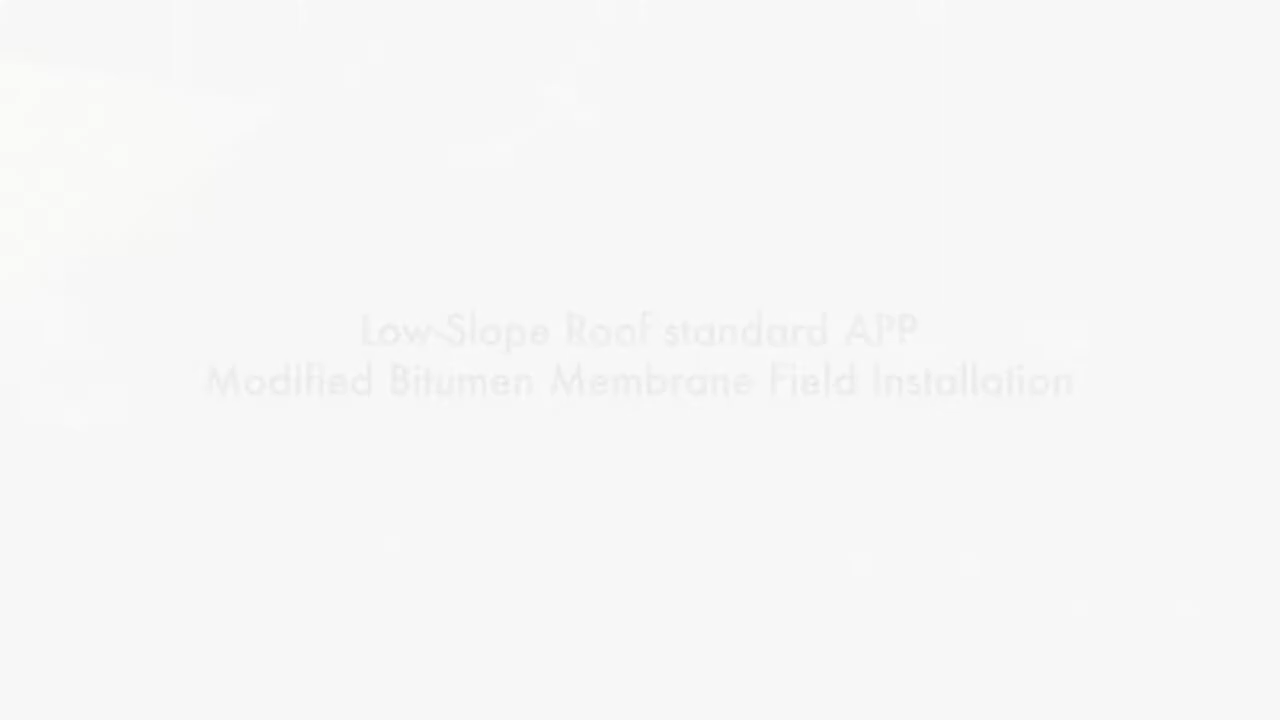 Low-Slope Roof standard APP
Modified Bitumen Membrane Field Installation